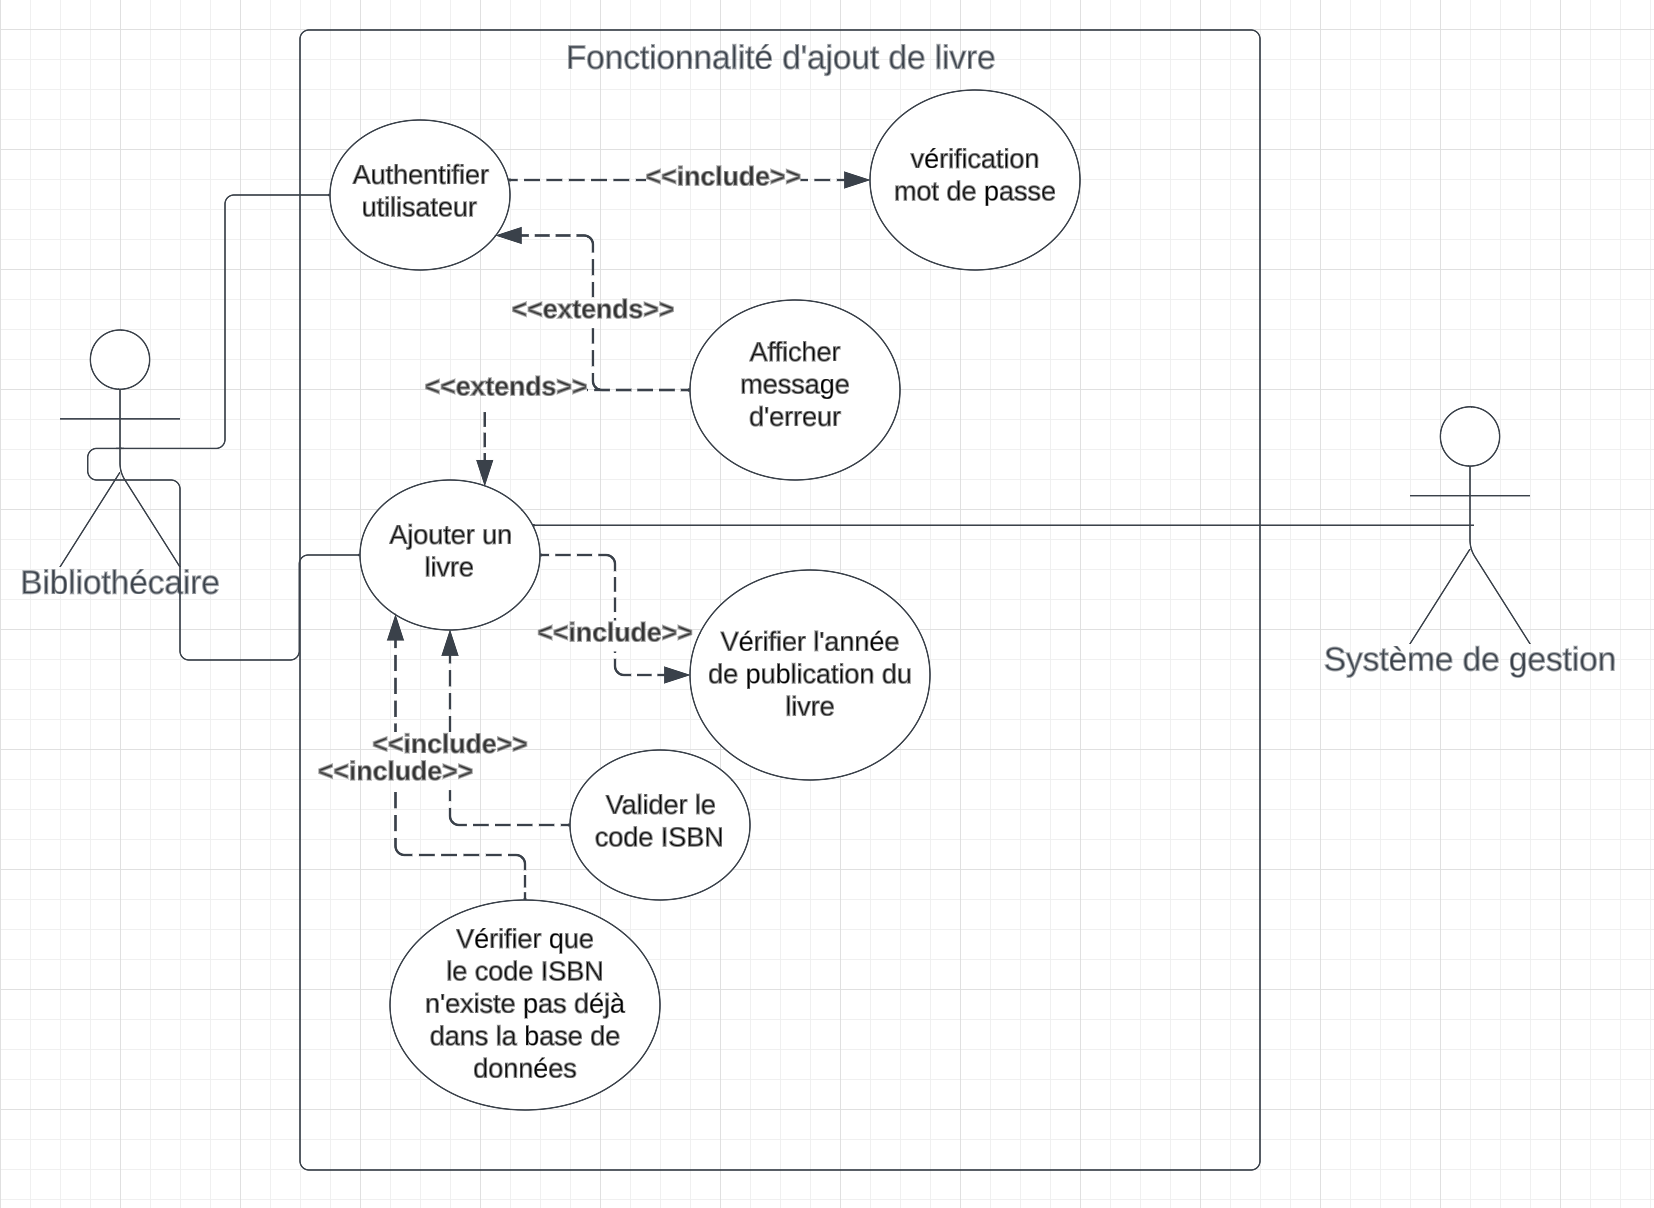 Fonctionnalité d'ajout de livre
Authentifier
utilisateur
<<include>>
vérification
mot de passe
<<extends>>
Afficher
message
d'erreur
<<extends>>
Ajouter un
livre
Bibliothécaire
<<include>>
Vérifier l'année
de publication du
livre
Système de gestion
<<include>>
<<include>>
Valider le
code ISBN
Vérifier que
le code ISBN
n'existe pas déjà
dans la base de
données